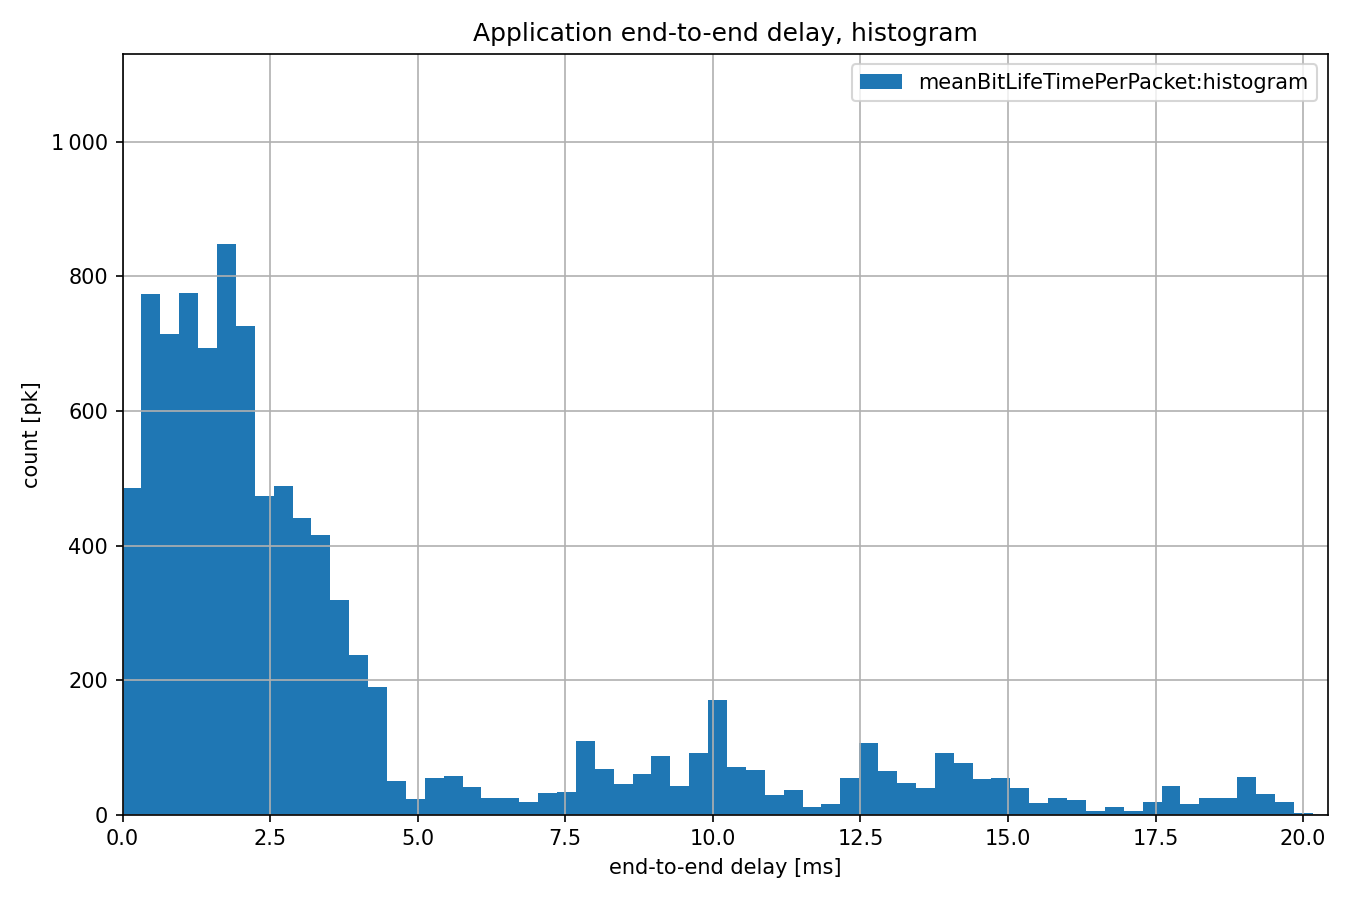 Application end-to-end delay, histogram
meanBitLifeTimePerPacket:histogram
1 000
800
600
400
200
0
count [pk]
0.0 2.5 5.0 7.5 10.0 12.5 15.0 17.5 20.0
end-to-end delay [ms]